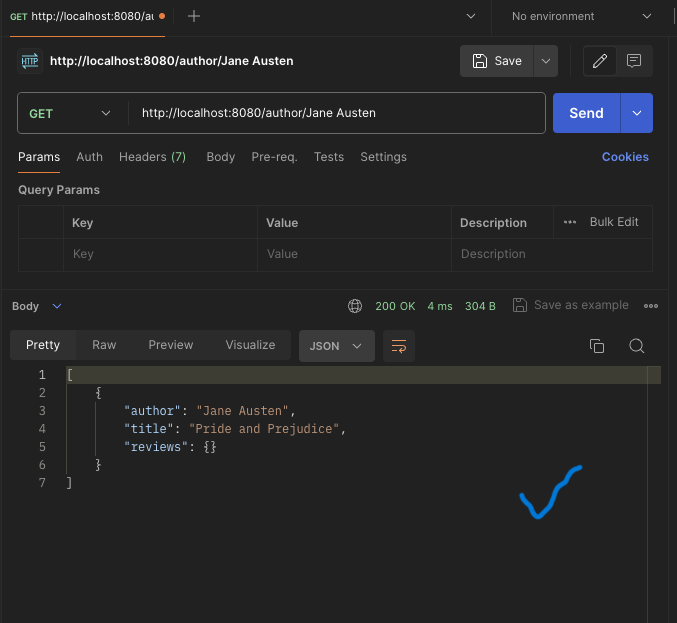 GET http://localhost:8080/au
No environment
HTTP http://localhost:8080/author/Jane Austen
Save
GET http://localhost:8080/author/Jane Austen
Send
Params Auth Headers (7) Body Pre-req. Tests Settings Cookies
Query Params
Key Value Description ••• Bulk Edit
Key Value Description
Body 200 OK 4 ms 304 B Save as example
Pretty Raw Preview Visualize JSON
1 [
2 {
3 "author": "Jane Austen",
4 "title": "Pride and Prejudice",
5 "reviews": {}
6 }
7 ]